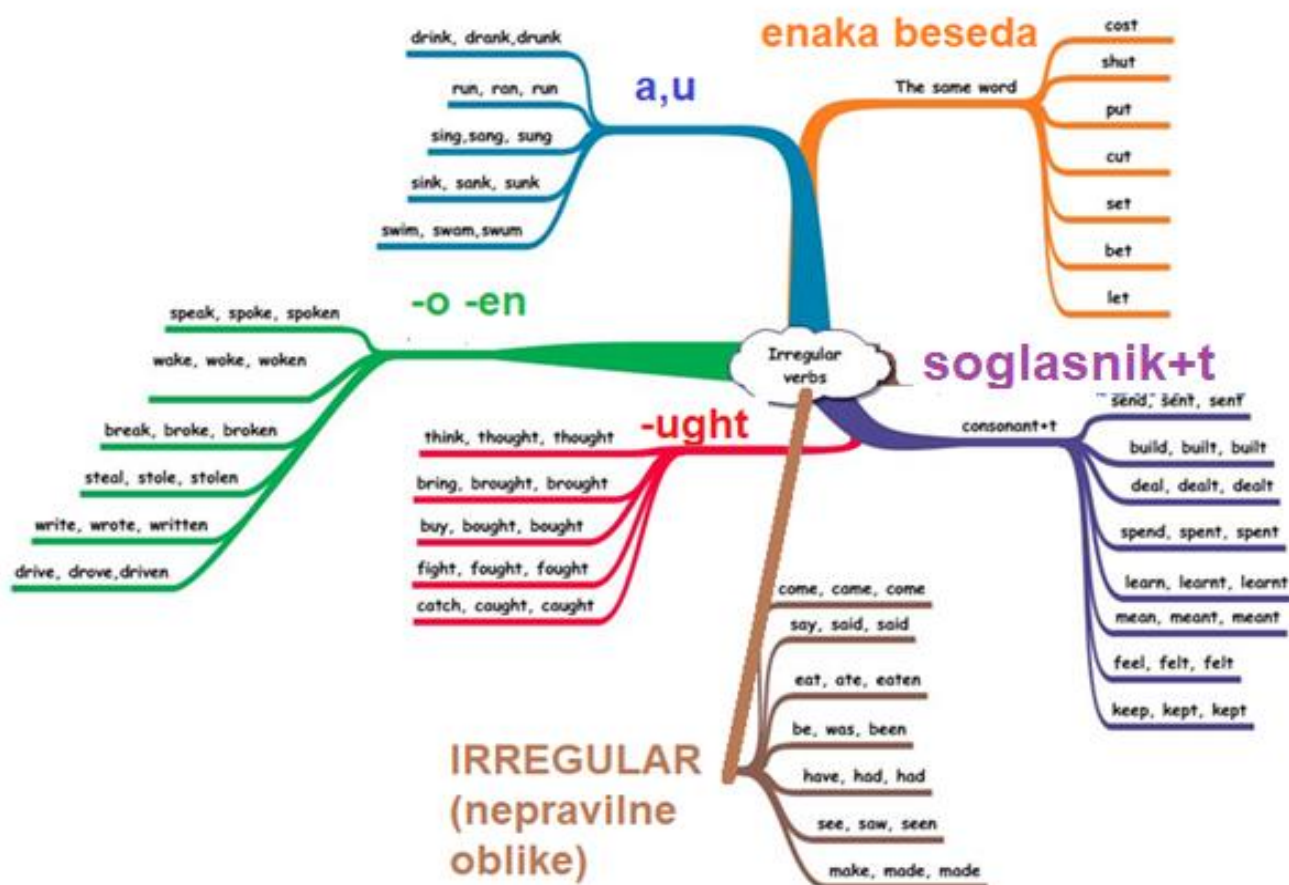 enaka beseda
The same word
cost
shut
put
cut
set
bet
let
a,u
drink, drank,drunk
run, ran, run
sing,sang, sung
sink, sank, sunk
swim, swam,swum
-o -en
speak, spoke, spoken
wake, woke, woken
break, broke, broken
steal, stole, stolen
write, wrote, written
drive, drove,driven
Irregular
verbs
soglasnik+t
consonant+t
send, sent, sent
build, built, built
deal, dealt, dealt
spend, spent, spent
learn, learnt, learnt
mean, meant, meant
feel, felt, felt
keep, kept, kept
-ught
think, thought, thought
bring, brought, brought
buy, bought, bought
fight, fought, fought
catch, caught, caught
IRREGULAR
(nepravilne
oblike)
come, came, come
say, said, said
eat, ate, eaten
be, was, been
have, had, had
see, saw, seen
make, made, made